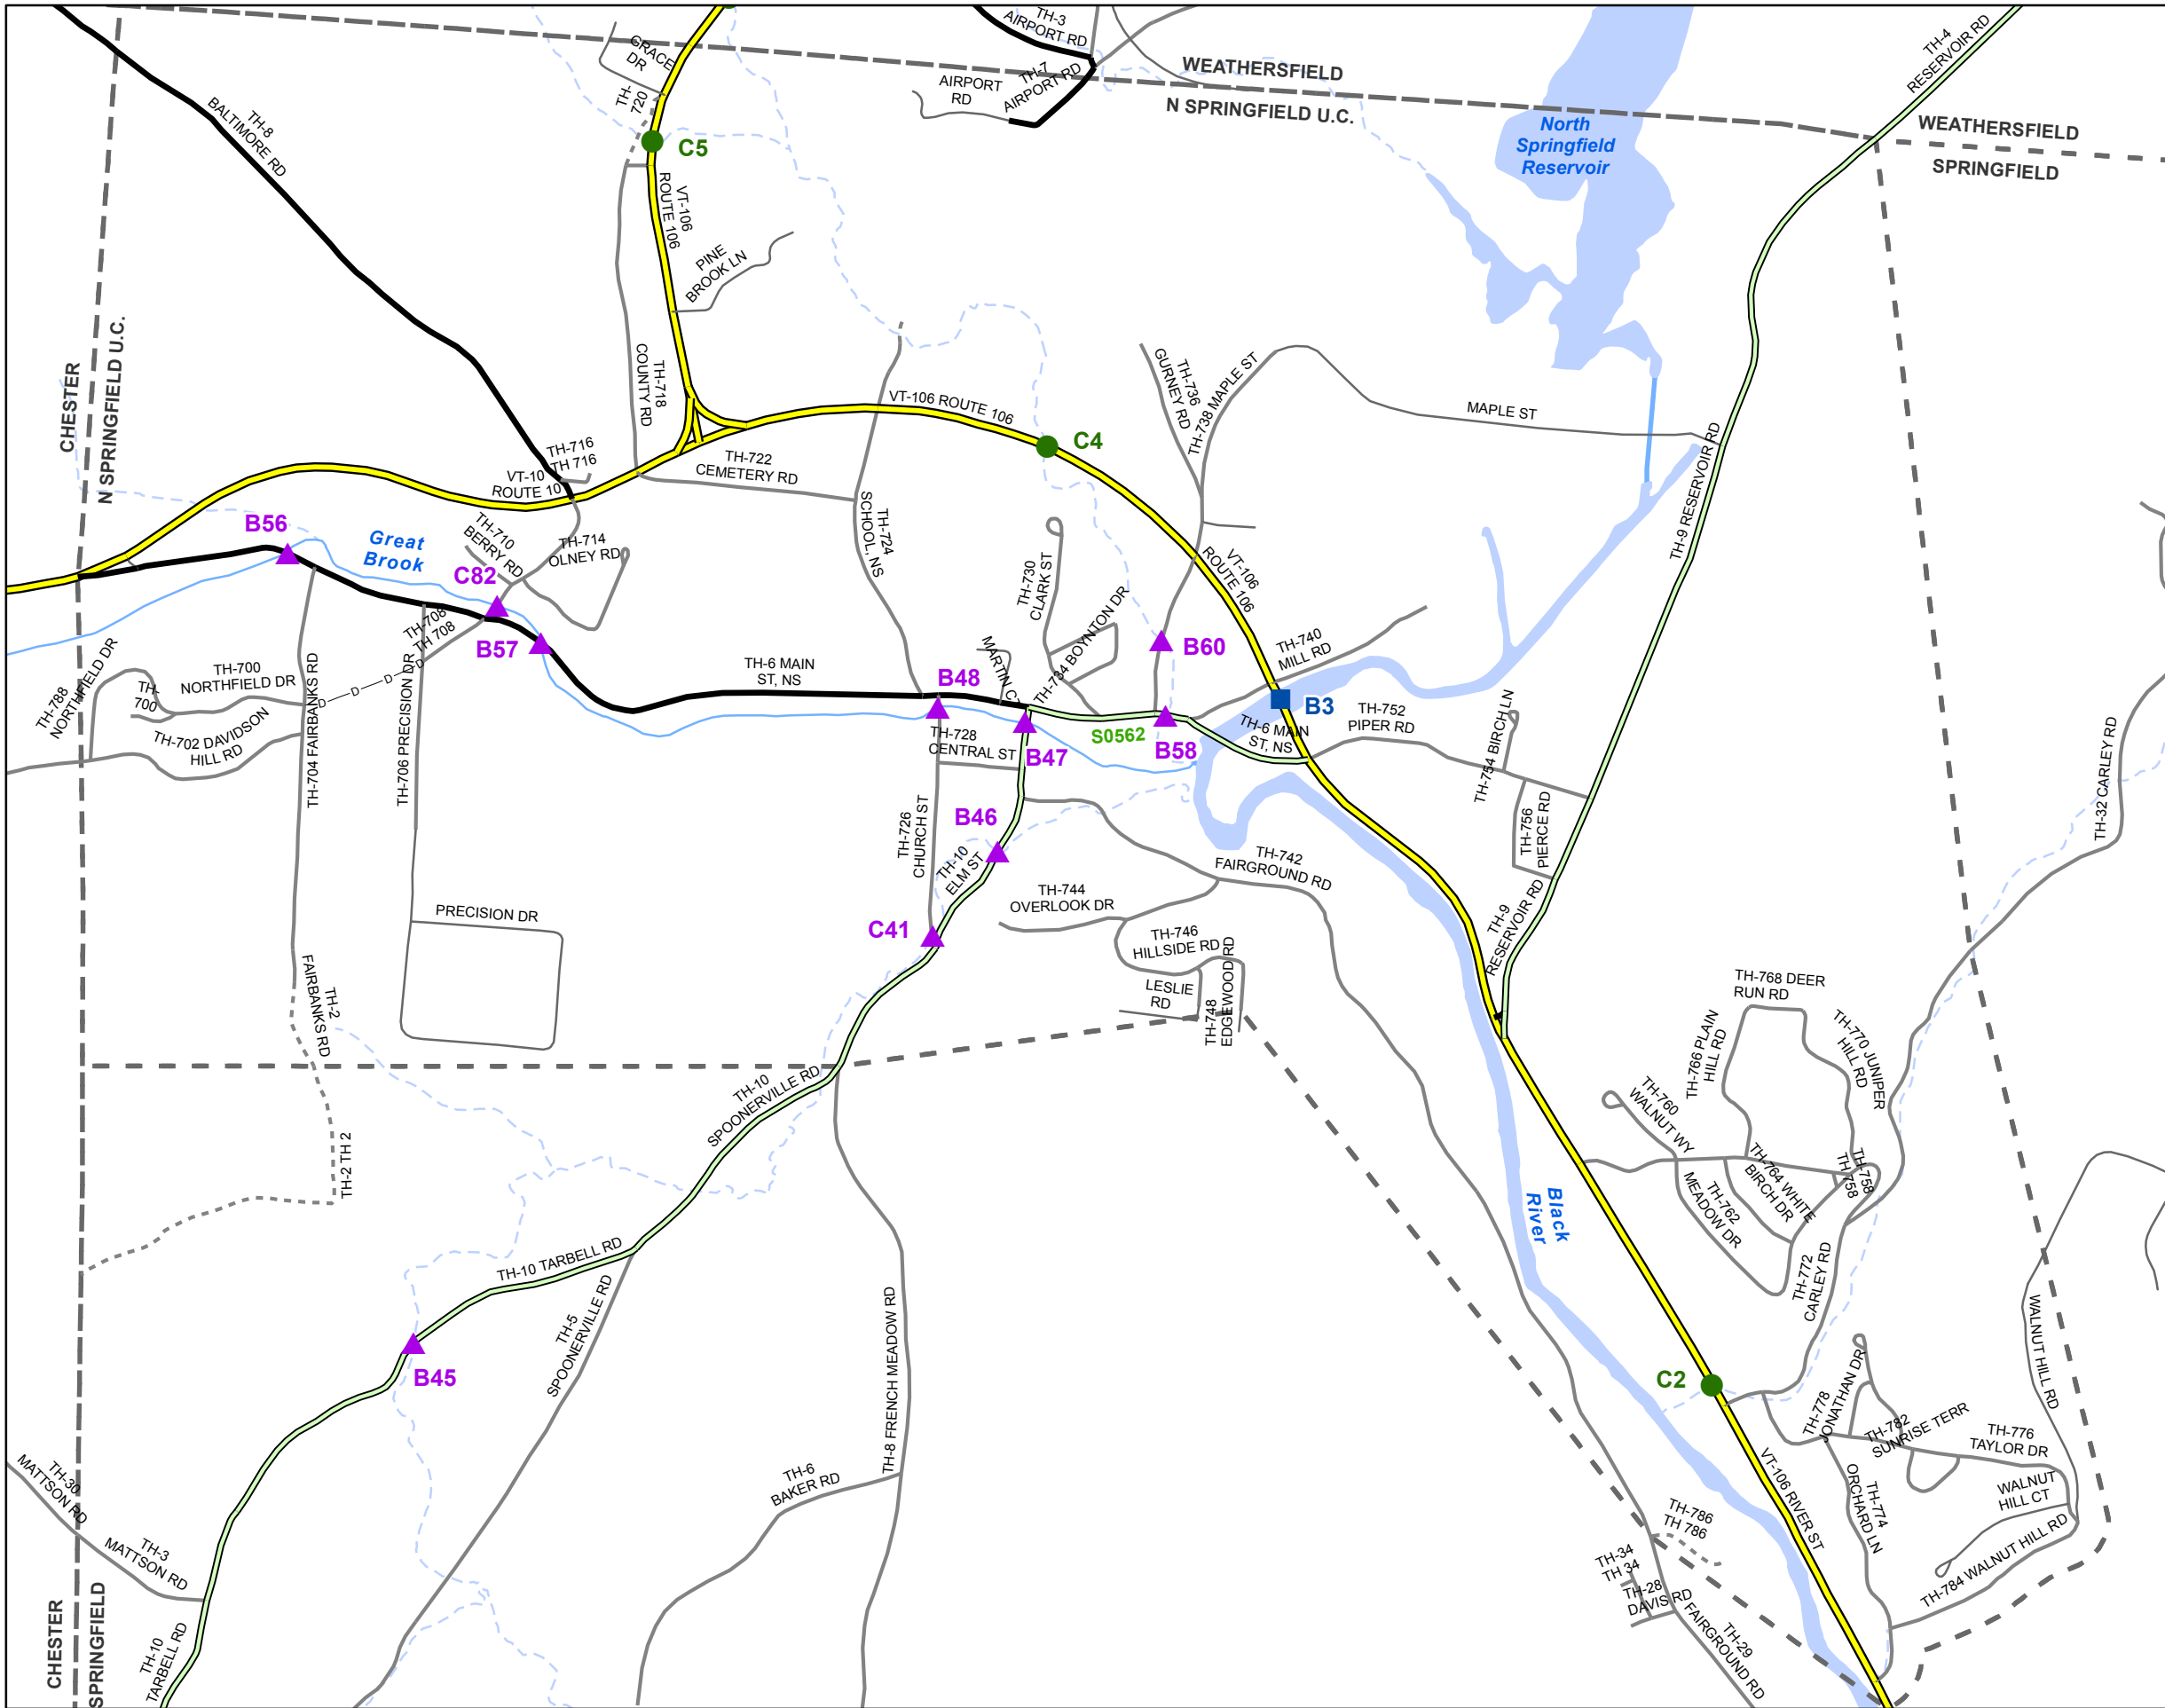 TH-3
AIRPORT RD
TH-7
AIRPORT RD
AIRPORT
RD
WEATHERSFIELD
N SPRINGFIELD U.C.
TH-4
RESERVOIR RD
WEATHERSFIELD
SPRINGFIELD
North
Springfield
Reservoir
GRACE
DR
TH-
720
C5
VT-106
ROUTE 106
PINE
BROOK LN
TH-8
BALTIMORE RD
CHESTER
N SPRINGFIELD U.C.
TH-718
COUNTY RD
TH-716
TH 716
VT-10
ROUTE 10
TH-722
CEMETERY RD
VT-106 ROUTE 106
C4
TH-736
GURNEY RD
TH-738 MAPLE ST
MAPLE ST
TH-9 RESERVOIR RD
B56
Great
Brook
C82
TH-710
BERRY RD
TH-714
OLNEY RD
TH-724
SCHOOL, NS
TH-730
CLARK ST
VT-106
ROUTE 106
TH-734 BOYNTON DR
MARTIN C
B60
TH-740
MILL RD
B3
TH-708
TH 708
B57
TH-6 MAIN
ST, NS
B48
TH-788
NORTHFIELD DR
TH-
700
TH-700
NORTHFIELD DR
D
D
D
D
TH-702 DAVIDSON
HILL RD
TH-704 FAIRBANKS RD
TH-706 PRECISION DR
TH-728
CENTRAL ST
B47
S0562
B58
TH-6 MAIN
ST, NS
TH-752
PIPER RD
TH-754 BIRCH LN
TH-756
PIERCE RD
TH-32 CARLEY RD
B46
TH-726
CHURCH ST
TH-10
ELM ST
TH-742
FAIRGROUND RD
TH-744
OVERLOOK DR
C41
TH-746
HILLSIDE RD
LESLIE
RD
TH-748
EDGEWOOD RD
TH-9
RESERVOIR RD
PRECISION DR
TH-2
FAIRBANKS RD
TH-2 TH 2
TH-10
SPOONERVILLE RD
TH-768 DEER
RUN RD
TH-766 PLAIN
HILL RD
TH-770 JUNIPER
HILL RD
TH-760
WALNUT WY
TH-764 WHITE
BIRCH DR
TH-758
TH 758
TH-762
MEADOW DR
TH-772
CARLEY RD
Black
River
TH-10 TARBELL RD
B45
TH-5
SPOONERVILLE RD
TH-8 FRENCH MEADOW RD
TH-6
BAKER RD
C2
TH-778
JONATHAN DR
TH-782
SUNRISE TERR
TH-776
TAYLOR DR
WALNUT HILL RD
WALNUT
HILL CT
TH-784 WALNUT HILL RD
TH-774
ORCHARD LN
VT-106 RIVER ST
TH-786
TH 786
TH-34
TH 34
TH-28
DAVIS RD
TH-29
FAIRGROUND RD
TH-30
MATTSON RD
TH-3
MATTSON RD
TH-10
TARBELL RD
CHESTER
SPRINGFIELD